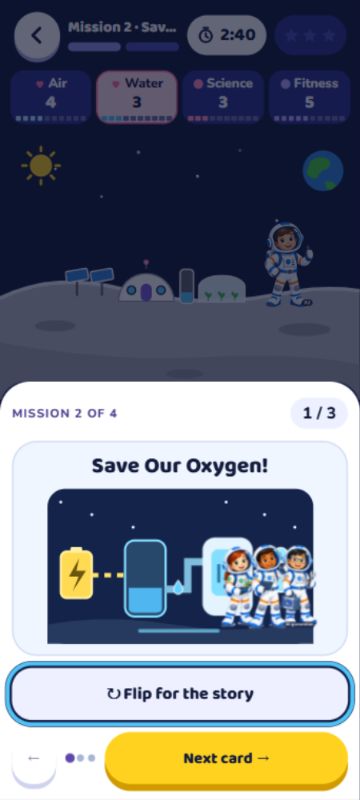 Mission 2 · Sav...
2:40
Air
4
Water
3
Science
3
Fitness
5
MISSION 2 OF 4
1 / 3
Save Our Oxygen!
↻ Flip for the story
←
Next card →